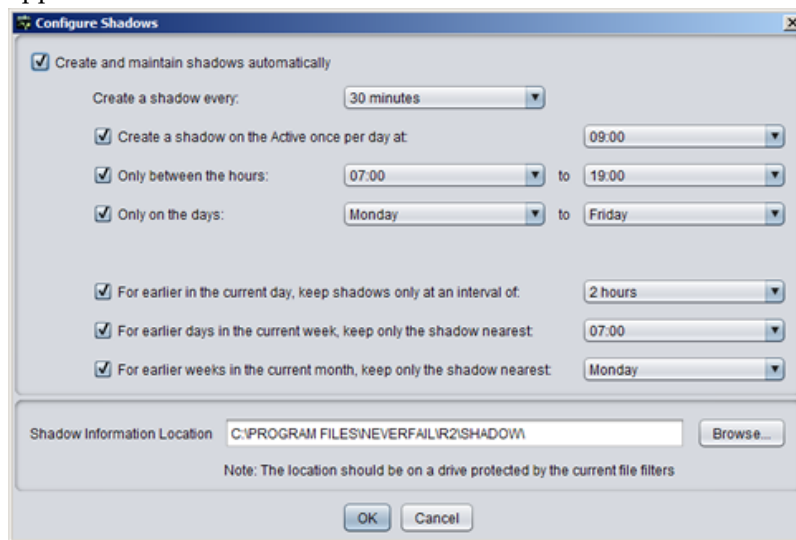 Configure Shadows
Create and maintain shadows automatically
Create a shadow every: 30 minutes
Create a shadow on the Active once per day at: 09:00
Only between the hours: 07:00 to 19:00
Only on the days: Monday to Friday
For earlier in the current day, keep shadows only at an interval of: 2 hours
For earlier days in the current week, keep only the shadow nearest: 07:00
For earlier weeks in the current month, keep only the shadow nearest: Monday
Shadow Information Location C:\PROGRAM FILES\NEVERFAIL\R2\SHADOW\ Browse...
Note: The location should be on a drive protected by the current file filters
OK Cancel